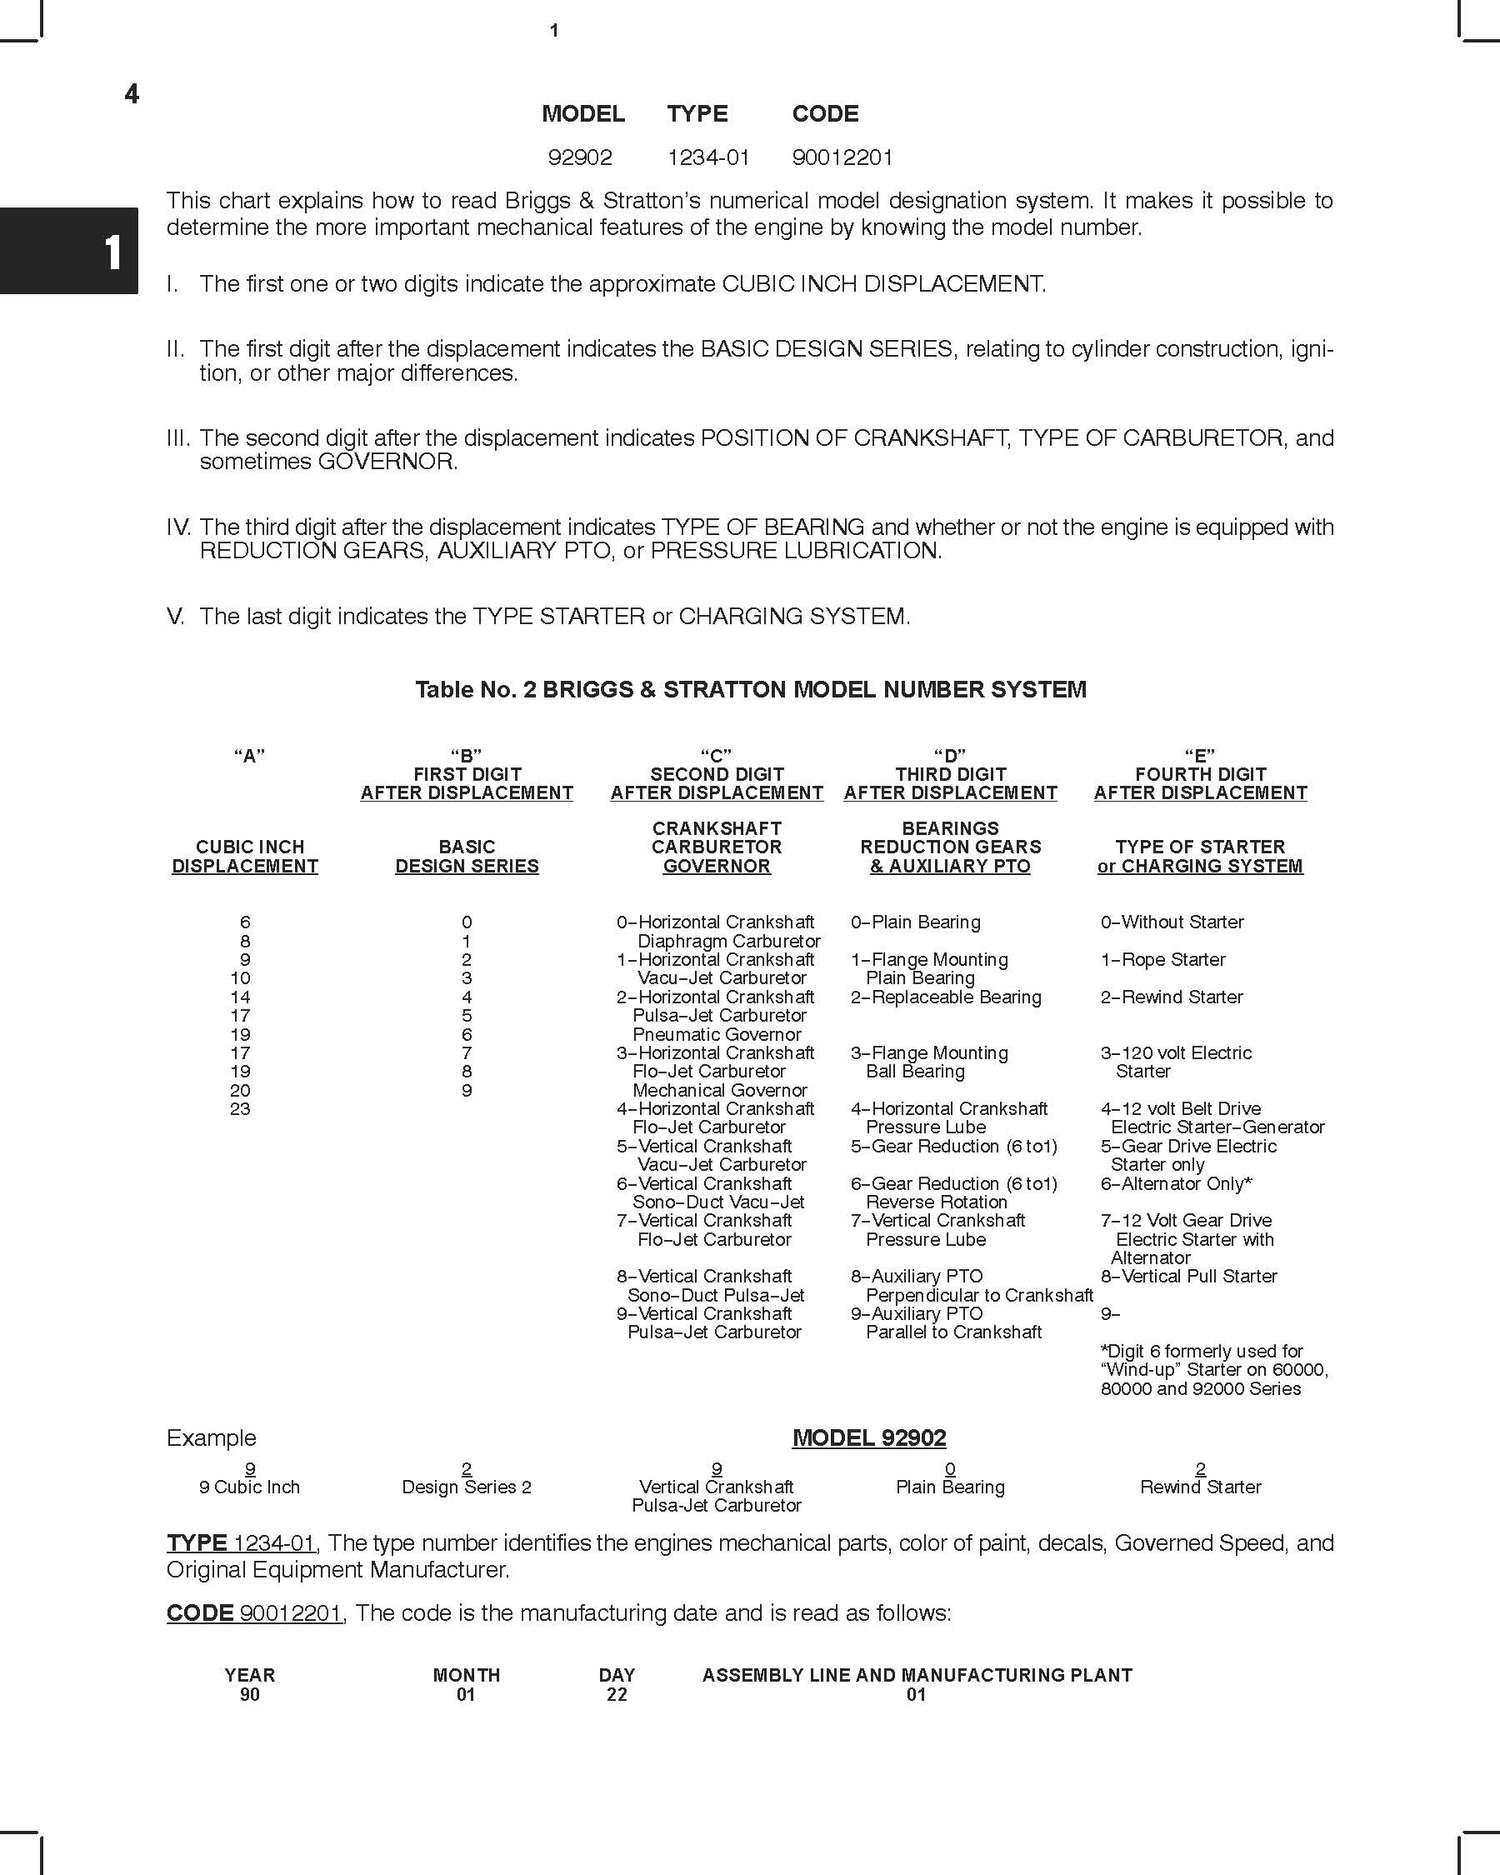 1
4
MODEL TYPE CODE
92902 1234-01 90012201
This chart explains how to read Briggs & Stratton's numerical model designation system. It makes it possible to
determine the more important mechanical features of the engine by knowing the model number.
1
I. The first one or two digits indicate the approximate CUBIC INCH DISPLACEMENT.
II. The first digit after the displacement indicates the BASIC DESIGN SERIES, relating to cylinder construction, igni-
tion, or other major differences.
III. The second digit after the displacement indicates POSITION OF CRANKSHAFT, TYPE OF CARBURETOR, and
sometimes GOVERNOR.
IV. The third digit after the displacement indicates TYPE OF BEARING and whether or not the engine is equipped with
REDUCTION GEARS, AUXILIARY PTO, or PRESSURE LUBRICATION.
V. The last digit indicates the TYPE STARTER or CHARGING SYSTEM.
Table No. 2 BRIGGS & STRATTON MODEL NUMBER SYSTEM
“A” “B” “C” “D” “E”
FIRST DIGIT SECOND DIGIT THIRD DIGIT FOURTH DIGIT
AFTER DISPLACEMENT AFTER DISPLACEMENT AFTER DISPLACEMENT AFTER DISPLACEMENT
CRANKSHAFT BEARINGS
CUBIC INCH BASIC CARBURETOR REDUCTION GEARS TYPE OF STARTER
DISPLACEMENT DESIGN SERIES GOVERNOR & AUXILIARY PTO or CHARGING SYSTEM
6 0 0–Horizontal Crankshaft 0–Plain Bearing 0–Without Starter
8 1 Diaphragm Carburetor
9 2 1–Horizontal Crankshaft 1–Flange Mounting 1–Rope Starter
10 3 Vacu–Jet Carburetor Plain Bearing
14 4 2–Horizontal Crankshaft 2–Replaceable Bearing 2–Rewind Starter
17 5 Pulsa–Jet Carburetor
19 6 Pneumatic Governor
17 7 3–Horizontal Crankshaft 3–Flange Mounting 3–120 volt Electric
19 8 Flo–Jet Carburetor Ball Bearing Starter
20 9 Mechanical Governor
23 4–Horizontal Crankshaft 4–Horizontal Crankshaft 4–12 volt Belt Drive
Flo–Jet Carburetor Pressure Lube Electric Starter–Generator
5–Vertical Crankshaft 5–Gear Reduction (6 to1) 5–Gear Drive Electric
Vacu–Jet Carburetor Starter only
6–Vertical Crankshaft 6–Gear Reduction (6 to1) 6–Alternator Only*
Sono–Duct Vacu–Jet Reverse Rotation
7–Vertical Crankshaft 7–Vertical Crankshaft 7–12 Volt Gear Drive
Flo–Jet Carburetor Pressure Lube Electric Starter with
Alternator
8–Vertical Crankshaft 8–Auxiliary PTO 8–Vertical Pull Starter
Sono–Duct Pulsa–Jet Perpendicular to Crankshaft
9–Vertical Crankshaft 9–Auxiliary PTO 9–
Pulsa–Jet Carburetor Parallel to Crankshaft
*Digit 6 formerly used for
“Wind-up” Starter on 60000,
80000 and 92000 Series
Example MODEL 92902
9 2 9 0 2
9 Cubic Inch Design Series 2 Vertical Crankshaft Plain Bearing Rewind Starter
Pulsa-Jet Carburetor
TYPE 1234-01, The type number identifies the engines mechanical parts, color of paint, decals, Governed Speed, and
Original Equipment Manufacturer.
CODE 90012201, The code is the manufacturing date and is read as follows:
YEAR MONTH DAY ASSEMBLY LINE AND MANUFACTURING PLANT
90 01 22 01